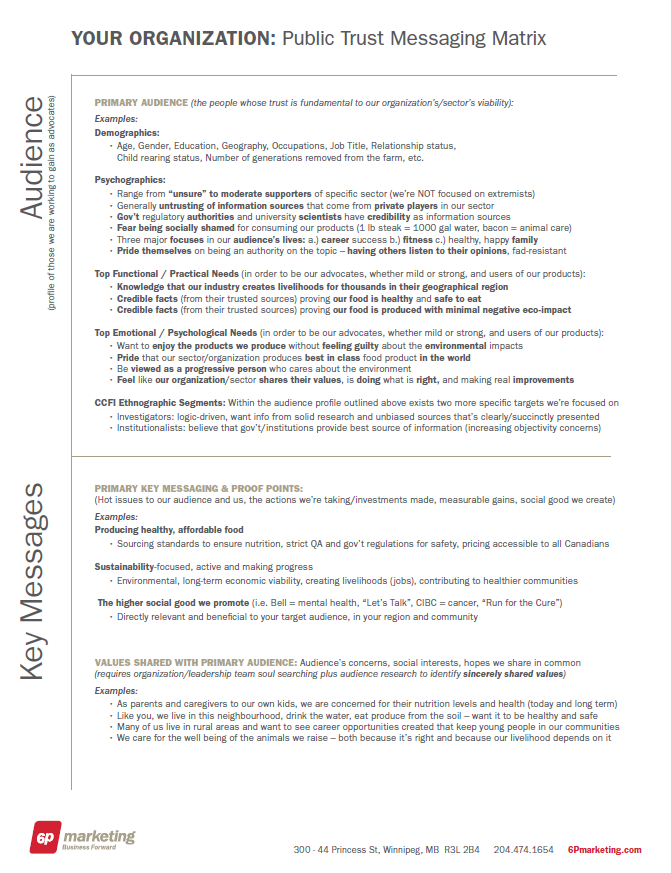 YOUR ORGANIZATION: Public Trust Messaging Matrix
Audience
(profile of those we are working to gain as advocates)
PRIMARY AUDIENCE (the people whose trust is fundamental to our organization's/sector's viability):
Examples:
Demographics:
· Age, Gender, Education, Geography, Occupations, Job Title, Relationship status,
Child rearing status, Number of generations removed from the farm, etc.
Psychographics:
· Range from “unsure” to moderate supporters of specific sector (we're NOT focused on extremists)
· Generally untrusting of information sources that come from private players in our sector
· Gov't regulatory authorities and university scientists have credibility as information sources
· Fear being socially shamed for consuming our products (1 lb steak = 1000 gal water, bacon = animal care)
· Three major focuses in our audience's lives: a.) career success b.) fitness c.) healthy, happy family
· Pride themselves on being an authority on the topic – having others listen to their opinions, fad-resistant
Top Functional / Practical Needs (in order to be our advocates, whether mild or strong, and users of our products):
· Knowledge that our industry creates livelihoods for thousands in their geographical region
· Credible facts (from their trusted sources) proving our food is healthy and safe to eat
· Credible facts (from their trusted sources) proving our food is produced with minimal negative eco-impact
Top Emotional / Psychological Needs (in order to be our advocates, whether mild or strong, and users of our products):
· Want to enjoy the products we produce without feeling guilty about the environmental impacts
· Pride that our sector/organization produces best in class food product in the world
· Be viewed as a progressive person who cares about the environment
· Feel like our organization/sector shares their values, is doing what is right, and making real improvements
CCFI Ethnographic Segments: Within the audience profile outlined above exists two more specific targets we're focused on
· Investigators: logic-driven, want info from solid research and unbiased sources that's clearly/succinctly presented
· Institutionalists: believe that gov't/institutions provide best source of information (increasing objectivity concerns)
Key Messages
PRIMARY KEY MESSAGING & PROOF POINTS:
(Hot issues to our audience and us, the actions we're taking/investments made, measurable gains, social good we create)
Examples:
Producing healthy, affordable food
· Sourcing standards to ensure nutrition, strict QA and gov't regulations for safety, pricing accessible to all Canadians
Sustainability-focused, active and making progress
· Environmental, long-term economic viability, creating livelihoods (jobs), contributing to healthier communities
The higher social good we promote (i.e. Bell = mental health, “Let's Talk”, CIBC = cancer, “Run for the Cure”)
· Directly relevant and beneficial to your target audience, in your region and community
VALUES SHARED WITH PRIMARY AUDIENCE: Audience's concerns, social interests, hopes we share in common
(requires organization/leadership team soul searching plus audience research to identify sincerely shared values)
Examples:
· As parents and caregivers to our own kids, we are concerned for their nutrition levels and health (today and long term)
· Like you, we live in this neighbourhood, drink the water, eat produce from the soil – want it to be healthy and safe
· Many of us live in rural areas and want to see career opportunities created that keep young people in our communities
· We care for the well being of the animals we raise – both because it's right and because our livelihood depends on it
6p marketing
Business Forward
300 - 44 Princess St, Winnipeg, MB R3L 2B4 204.474.1654 6Pmarketing.com